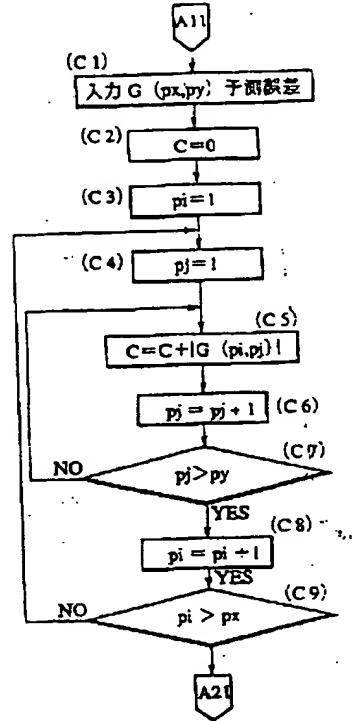 A11
(C1)
入力 G (px,py) 予測誤差
(C2)
C=0
(C3)
pi=1
(C4)
pj=1
(C5)
C=C+|G (pi,pj)|
pj = pj + 1
(C6)
(C7)
pj>py
NO
YES
(C8)
pi = pi + 1
YES
(C9)
pi > px
NO
A21